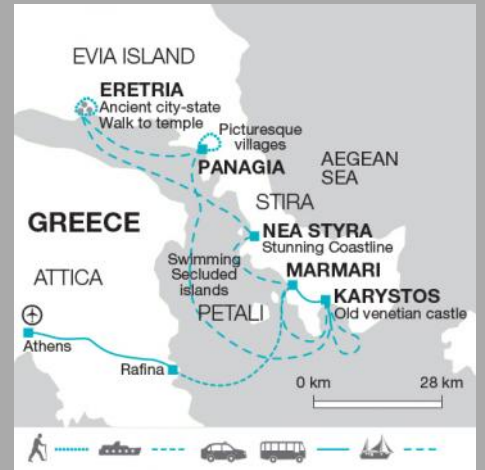 EVIA ISLAND
ERETRIA
Ancient city-state
Walk to temple
Picturesque
villages
PANAGIA
AEGEAN
SEA
STIRA
GREECE
NEA STYRA
Stunning Coastline
Swimming
Secluded
islands
MARMARI
ATTICA
PETALI
KARYSTOS
Old venetian castle
Athens
Rafina
0 km 28 km